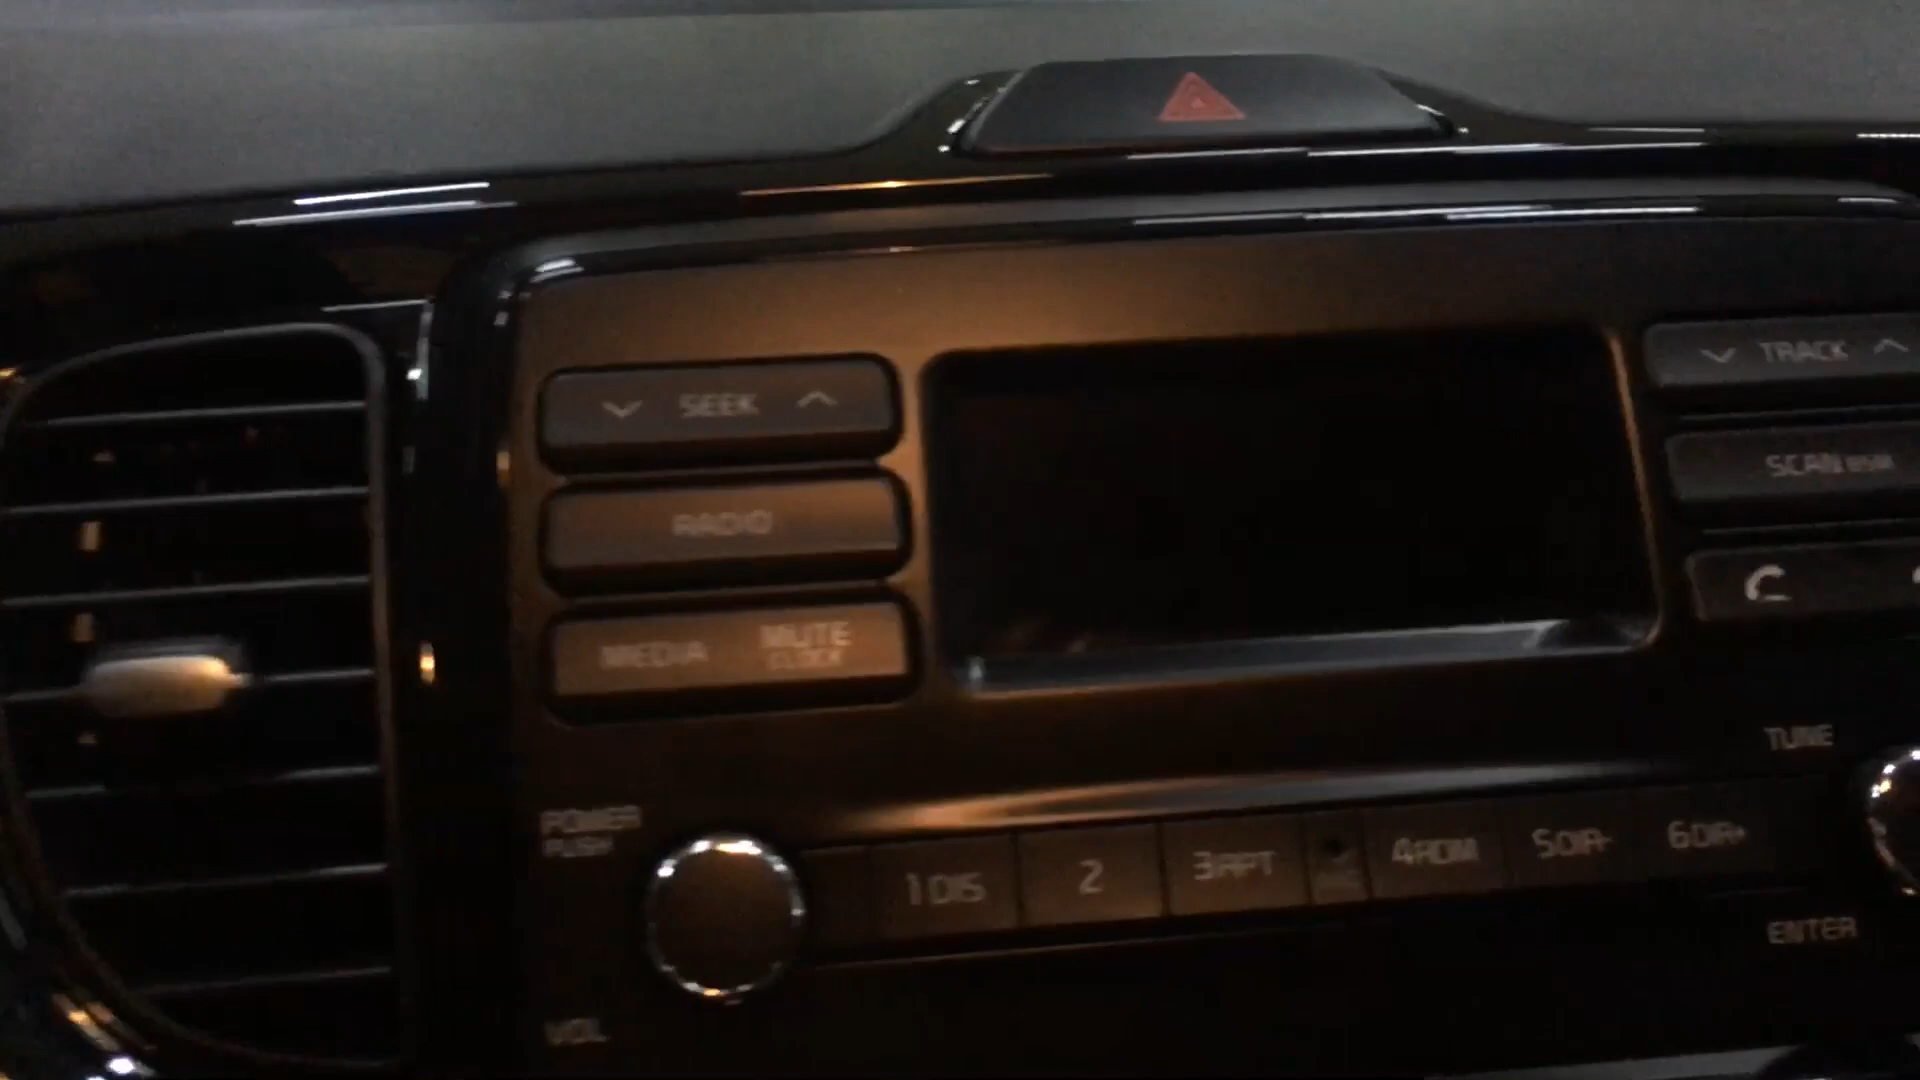 SEEK
TRACK
RADIO
SCAN
MEDIA
MUTE
CLOCK
TUNE
POWER
PUSH
1 DIS
2
3 RPT
4 RDM
5 DIR-
6 DIR+
ENTER
VOL